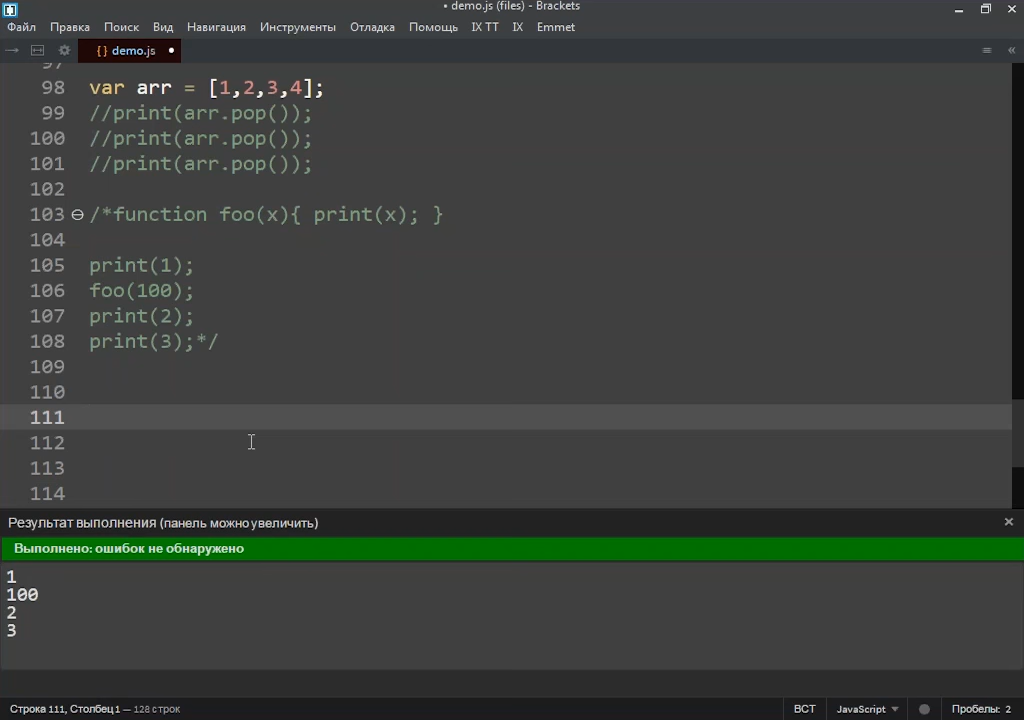 • demo.js (files) - Brackets
Файл Правка Поиск Вид Навигация Инструменты Отладка Помощь IX TT IX Emmet
{} demo.js •
97
98 var arr = [1,2,3,4];
99 //print(arr.pop());
100 //print(arr.pop());
101 //print(arr.pop());
102
103 /*function foo(x){ print(x); }
104
105 print(1);
106 foo(100);
107 print(2);
108 print(3);*/
109
110
111
112
113
114
Результат выполнения (панель можно увеличить)
Выполнено: ошибок не обнаружено
1
100
2
3
Строка 111, Столбец 1 — 128 строк ВСТ JavaScript Пробелы: 2